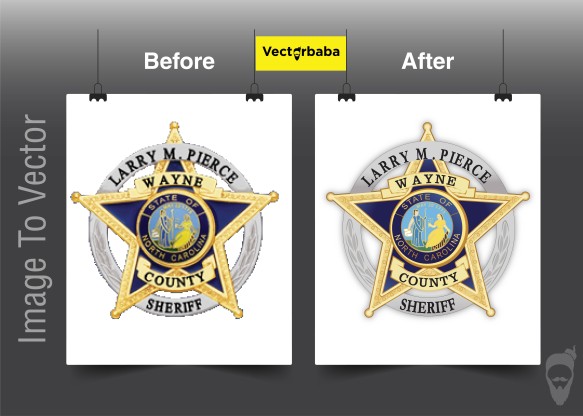 Vectorbaba
Before
After
Image To Vector
LARRY M. PIERCE
WAYNE
STATE OF
NORTH CAROLINA
COUNTY
SHERIFF
LARRY M. PIERCE
WAYNE
STATE OF
NORTH CAROLINA
COUNTY
SHERIFF